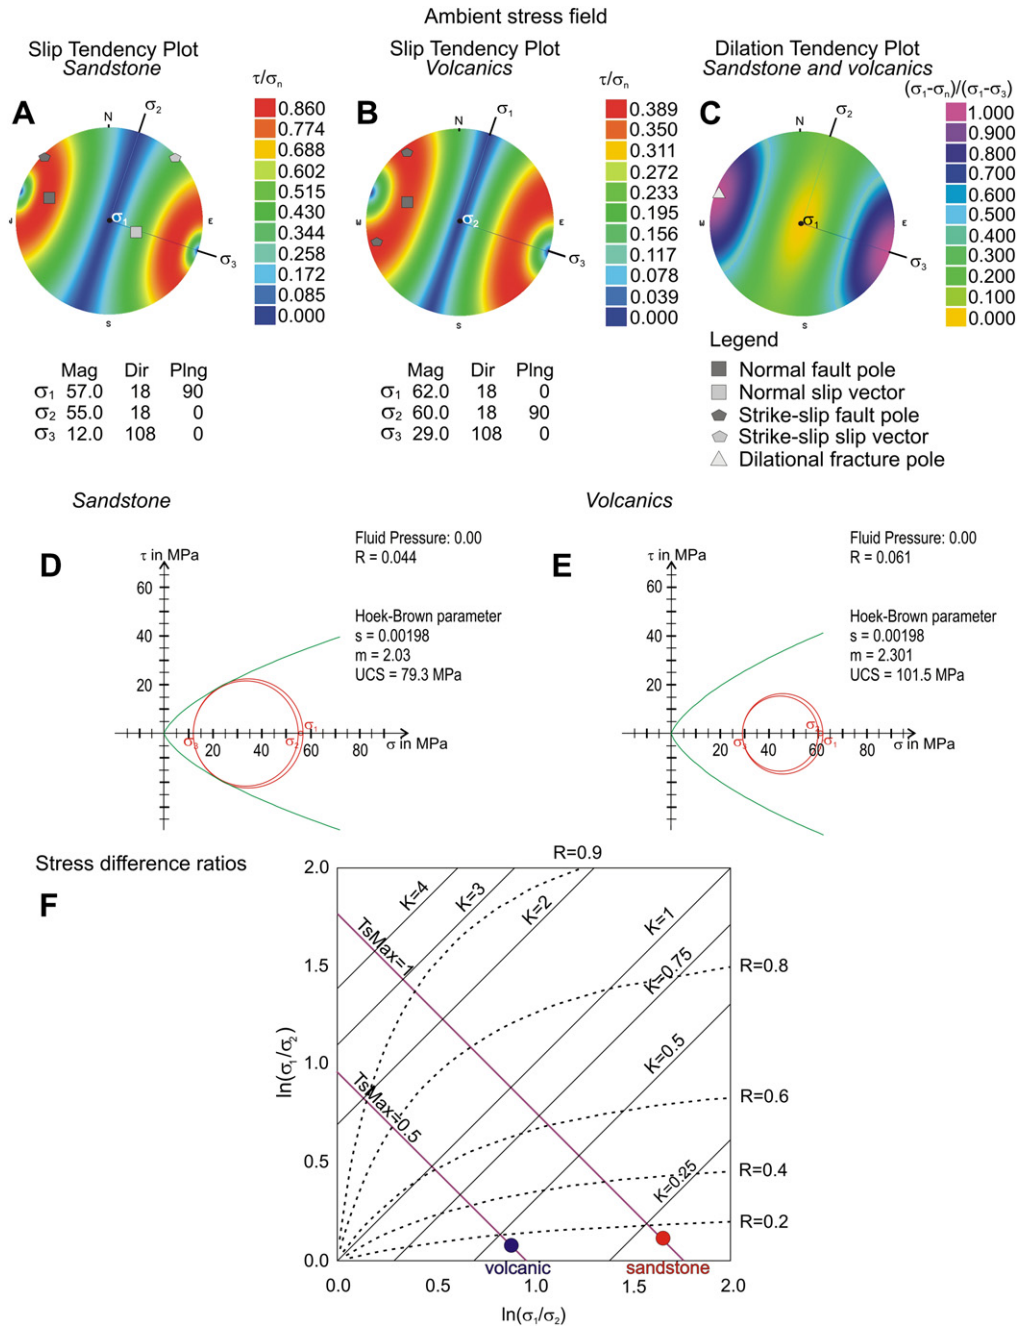 Ambient stress field
Slip Tendency Plot
Sandstone
Slip Tendency Plot
Volcanics
Dilation Tendency Plot
Sandstone and volcanics
A
N
σ2
σ1
E
σ3
S
τ/σn
0.860
0.774
0.688
0.602
0.515
0.430
0.344
0.258
0.172
0.085
0.000
B
N
σ1
W
σ2
E
σ3
S
τ/σn
0.389
0.350
0.311
0.272
0.233
0.195
0.156
0.117
0.078
0.039
0.000
C
N
σ2
W
σ1
E
σ3
S
(σ1-σn)/(σ1-σ3)
1.000
0.900
0.800
0.700
0.600
0.500
0.400
0.300
0.200
0.100
0.000
Mag Dir Plng
σ1 57.0 18 90
σ2 55.0 18 0
σ3 12.0 108 0
Mag Dir Plng
σ1 62.0 18 0
σ2 60.0 18 90
σ3 29.0 108 0
Legend
Normal fault pole
Normal slip vector
Strike-slip fault pole
Strike-slip slip vector
Dilational fracture pole
Sandstone
D
τ in MPa
60
40
20
σ3
σ2
σ1
20 40 60 80
σ in MPa
Fluid Pressure: 0.00
R = 0.044
Hoek-Brown parameter
s = 0.00198
m = 2.03
UCS = 79.3 MPa
Volcanics
E
τ in MPa
60
40
20
σ3
σ1
20 40 60 80
σ in MPa
Fluid Pressure: 0.00
R = 0.061
Hoek-Brown parameter
s = 0.00198
m = 2.301
UCS = 101.5 MPa
Stress difference ratios
F
R=0.9
2.0
1.5
1.0
0.5
0.0
ln(σ1/σ2)
K=4
K=3
K=2
K=1
K=0.75
K=0.5
K=0.25
TsMax=1
TsMax=0.5
R=0.8
R=0.6
R=0.4
R=0.2
volcanic
sandstone
0.0 0.5 1.0 1.5 2.0
ln(σ1/σ2)